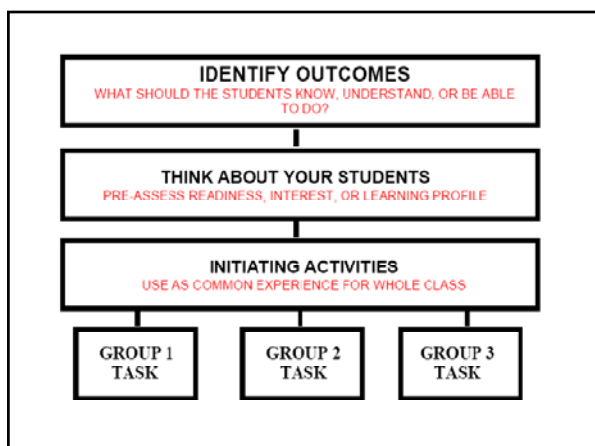 IDENTIFY OUTCOMES
WHAT SHOULD THE STUDENTS KNOW, UNDERSTAND, OR BE ABLE
TO DO?
THINK ABOUT YOUR STUDENTS
PRE-ASSESS READINESS, INTEREST, OR LEARNING PROFILE
INITIATING ACTIVITIES
USE AS COMMON EXPERIENCE FOR WHOLE CLASS
GROUP 1
TASK
GROUP 2
TASK
GROUP 3
TASK